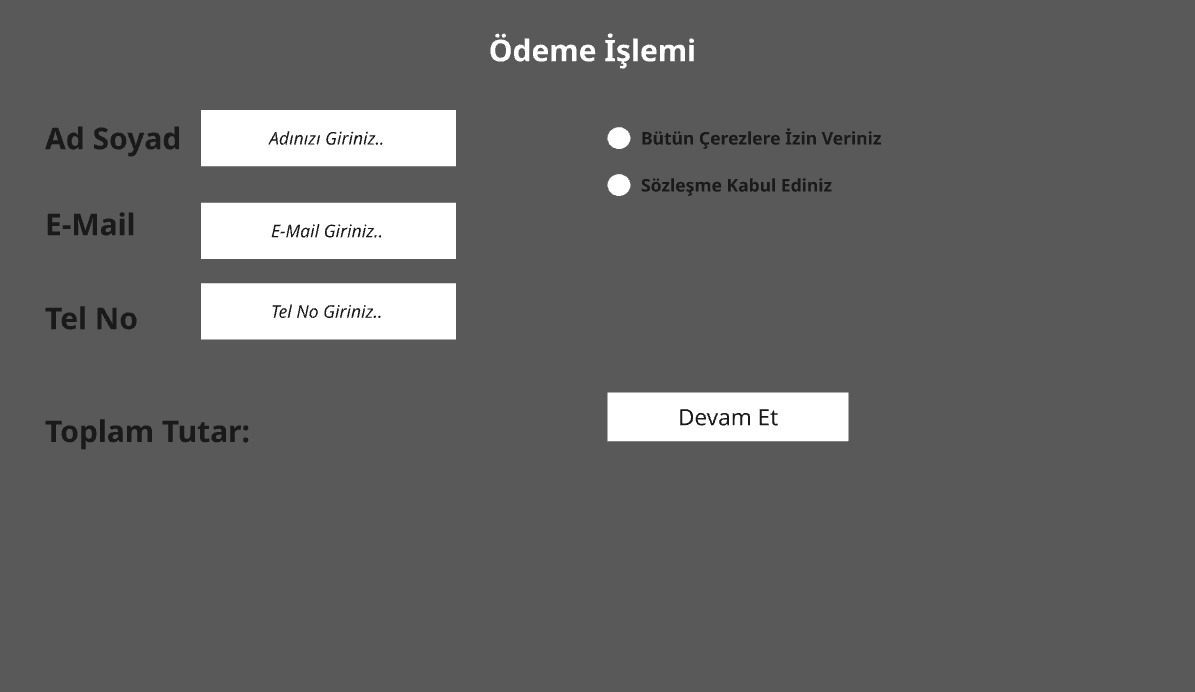 Ödeme İşlemi
Ad Soyad
Adınızı Giriniz..
Bütün Çerezlere İzin Veriniz
Sözleşme Kabul Ediniz
E-Mail
E-Mail Giriniz..
Tel No
Tel No Giriniz..
Toplam Tutar:
Devam Et